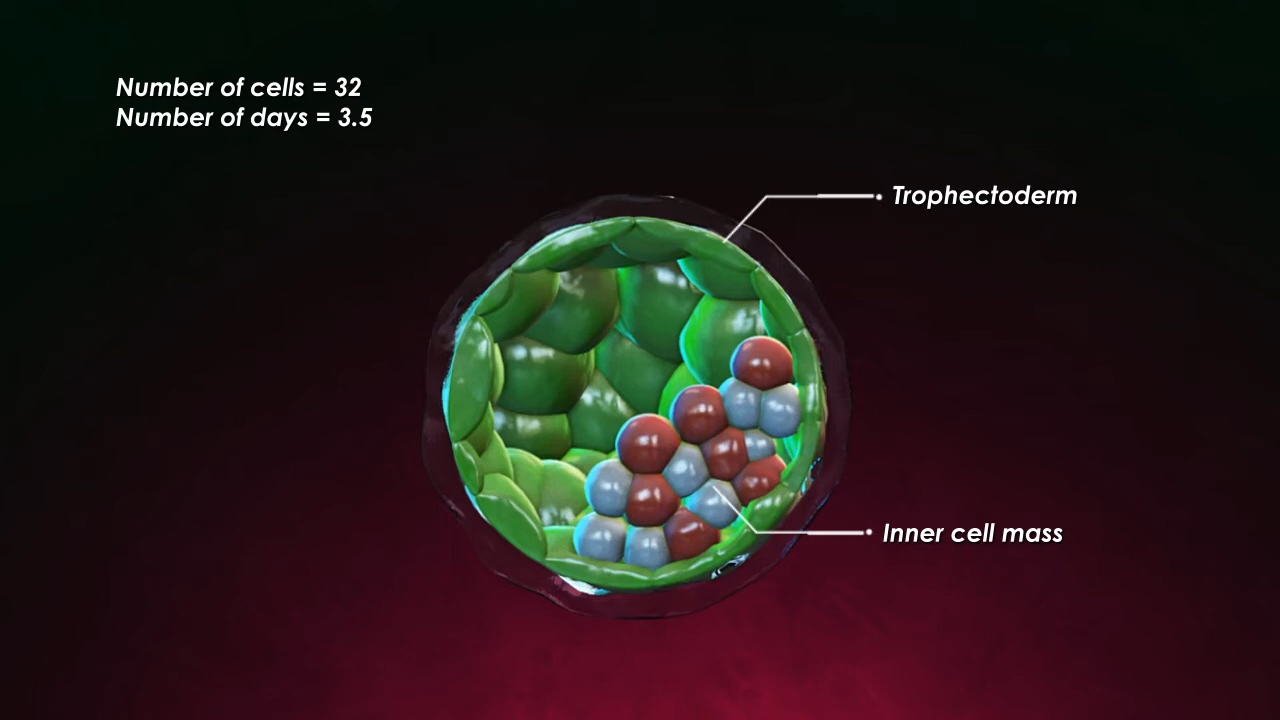 Number of cells = 32
Number of days = 3.5
Trophectoderm
Inner cell mass